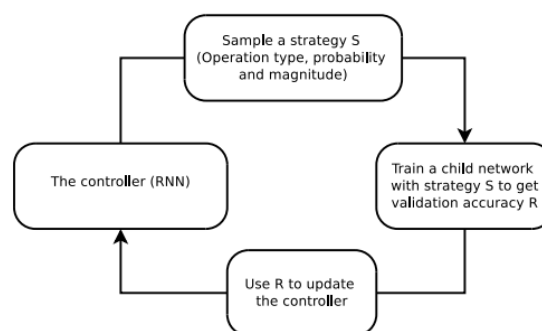 Sample a strategy S
(Operation type, probability
and magnitude)
The controller (RNN)
Train a child network
with strategy S to get
validation accuracy R
Use R to update
the controller